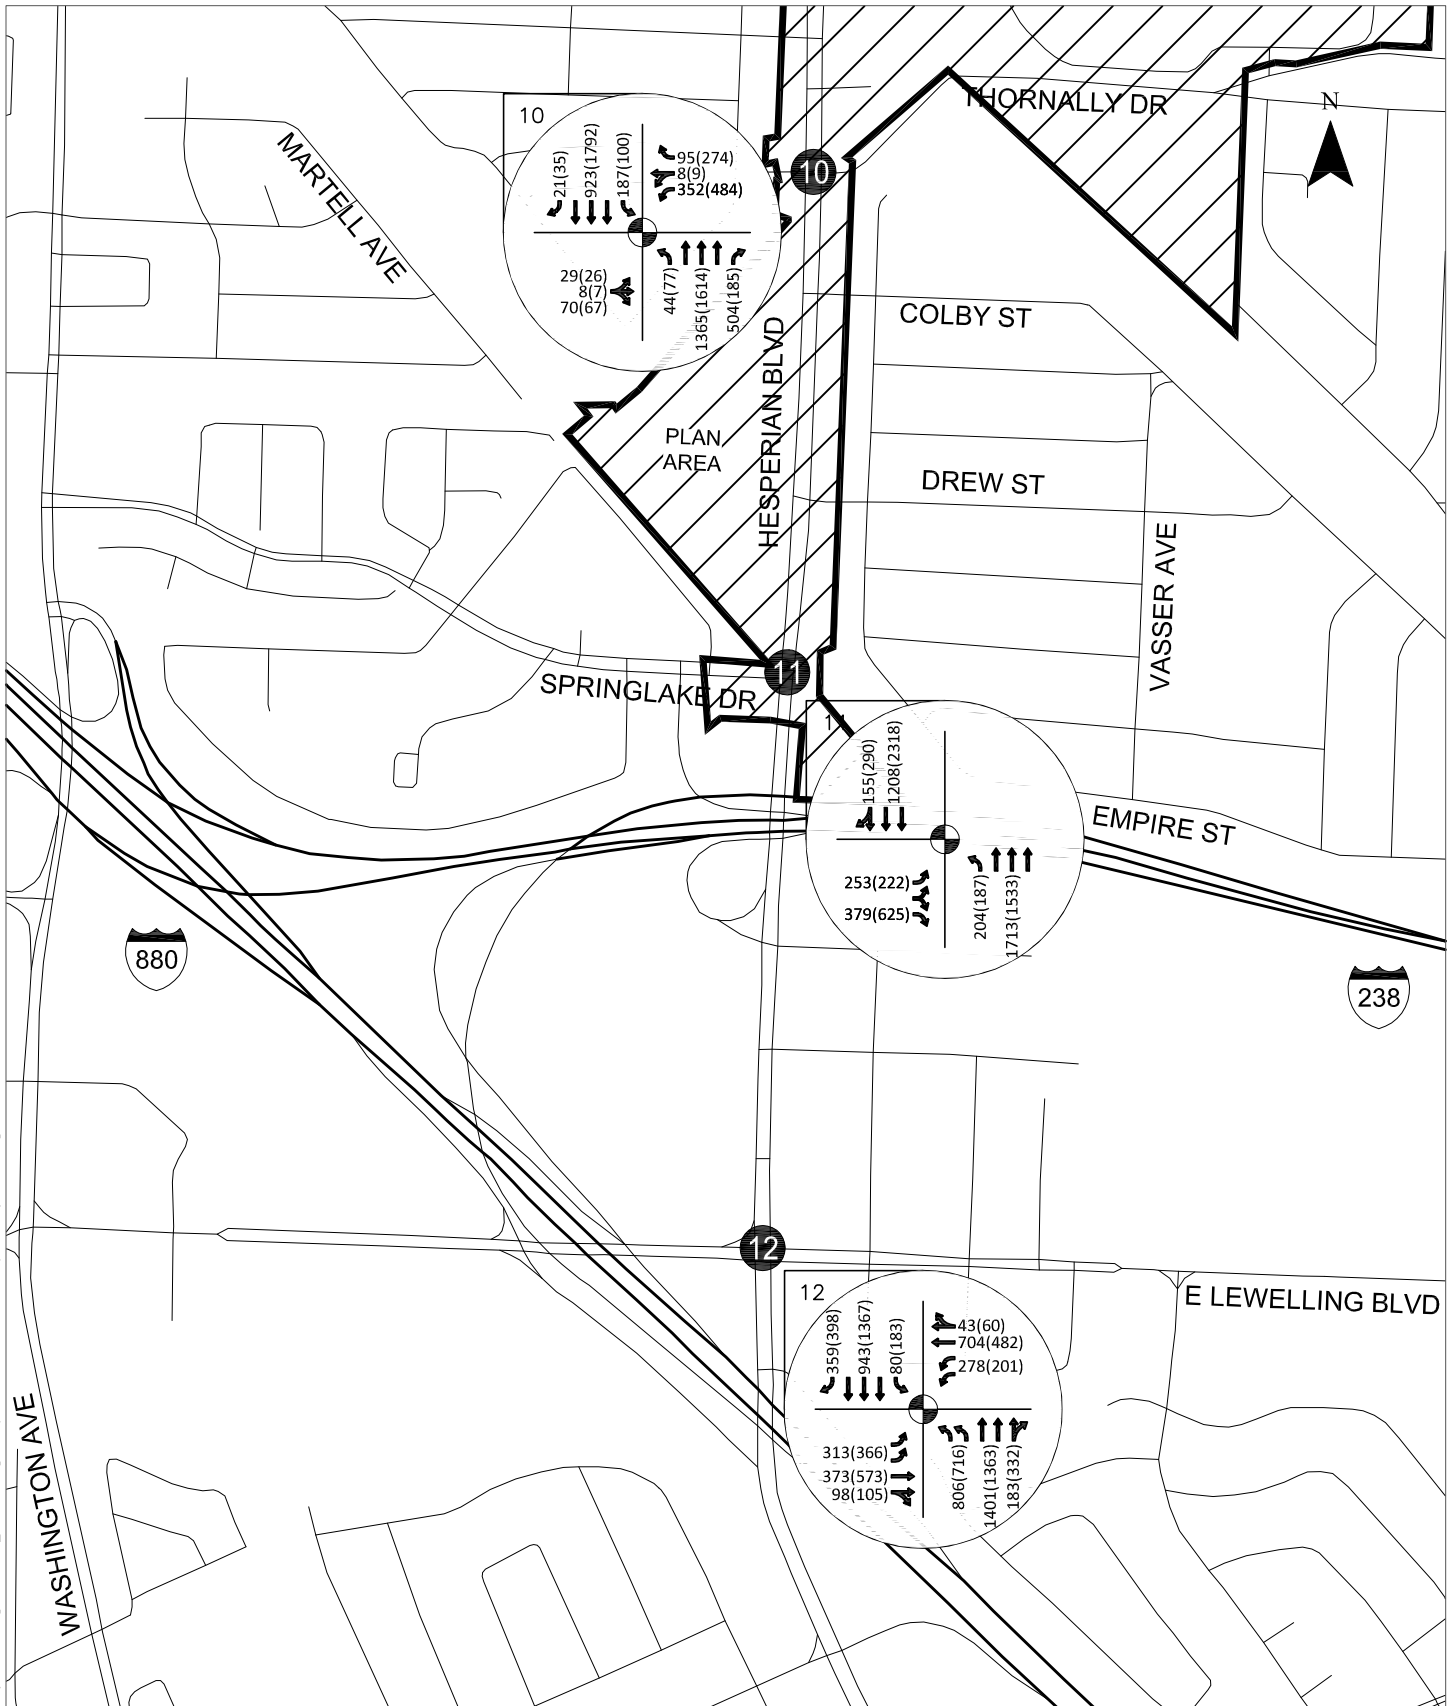 THORNALLY DR
N
10
10
21(35)
923(1792)
187(100)
95(274)
8(9)
352(484)
29(26)
8(7)
70(67)
44(77)
1365(1614)
504(185)
MARTELL AVE
COLBY ST
HESPERIAN BLVD
PLAN
AREA
DREW ST
VASSER AVE
11
SPRINGLAKE DR
11
155(290)
1208(2318)
253(222)
379(625)
204(187)
1713(1533)
EMPIRE ST
880
238
12
12
359(398)
943(1367)
80(183)
43(60)
704(482)
278(201)
313(366)
373(573)
98(105)
806(716)
1401(1363)
183(332)
E LEWELLING BLVD
WASHINGTON AVE